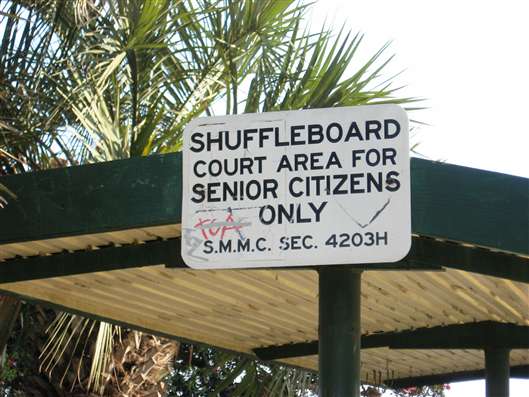 SHUFFLEBOARD
COURT AREA FOR
SENIOR CITIZENS
ONLY
S.M.M.C. SEC. 4203H